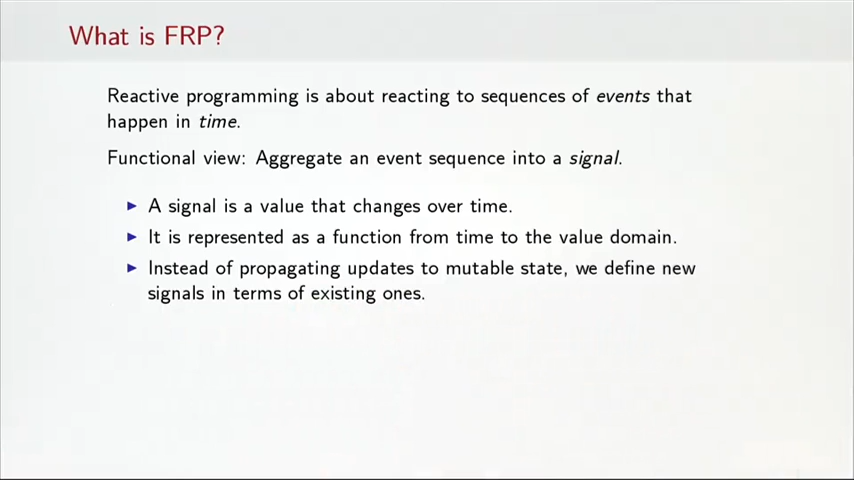 What is FRP?
Reactive programming is about reacting to sequences of events that
happen in time.
Functional view: Aggregate an event sequence into a signal.
▶ A signal is a value that changes over time.
▶ It is represented as a function from time to the value domain.
▶ Instead of propagating updates to mutable state, we define new
signals in terms of existing ones.